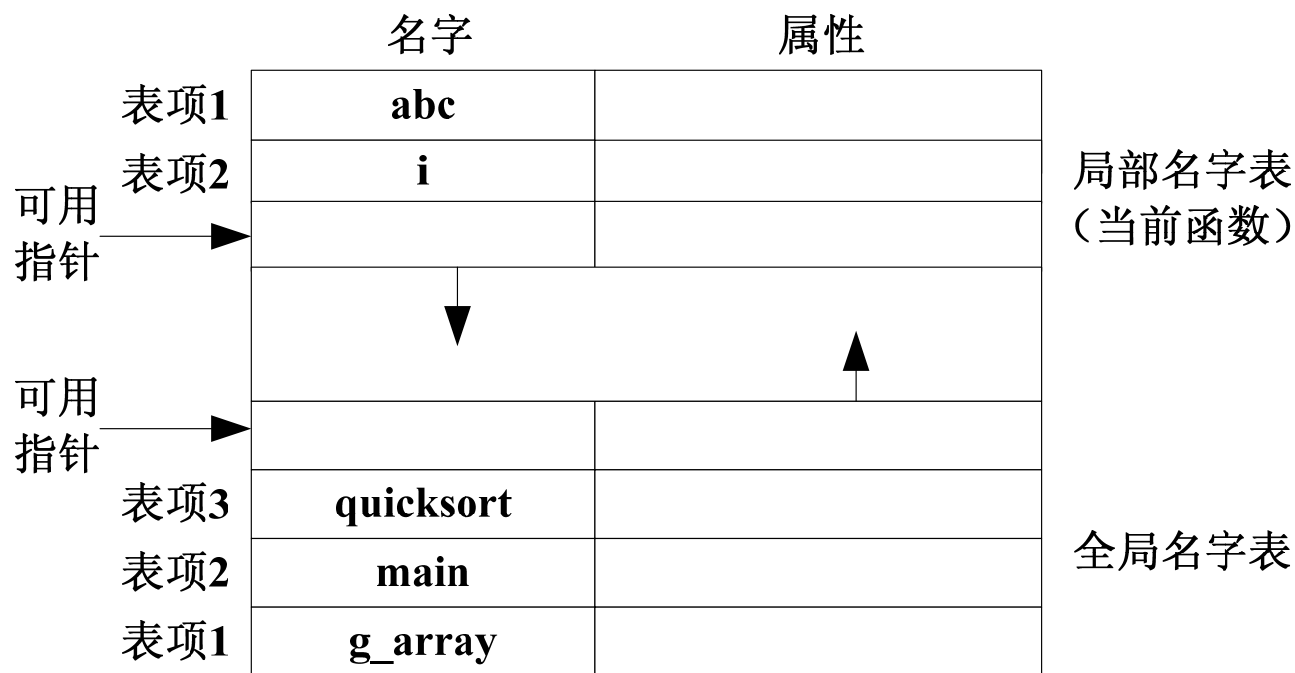 名字 属性
表项1 abc
表项2 i
可用
指针
局部名字表
（当前函数）
可用
指针
表项3 quicksort
表项2 main
表项1 g_array
全局名字表